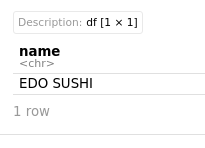 Description: df [1 × 1]
name
<chr>
EDO SUSHI
1 row